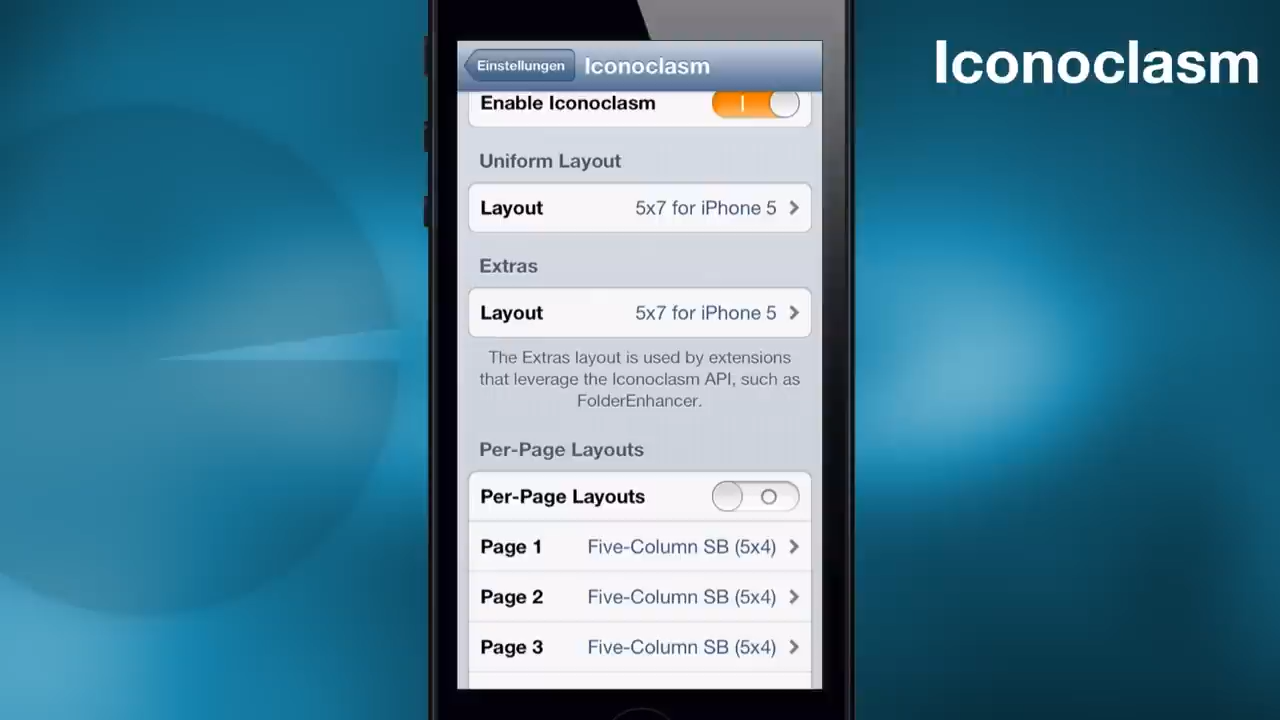 Iconoclasm
Einstellungen Iconoclasm
Enable Iconoclasm
Uniform Layout
Layout 5x7 for iPhone 5
Extras
Layout 5x7 for iPhone 5
The Extras layout is used by extensions
that leverage the Iconoclasm API, such as
FolderEnhancer.
Per-Page Layouts
Per-Page Layouts
Page 1 Five-Column SB (5x4)
Page 2 Five-Column SB (5x4)
Page 3 Five-Column SB (5x4)